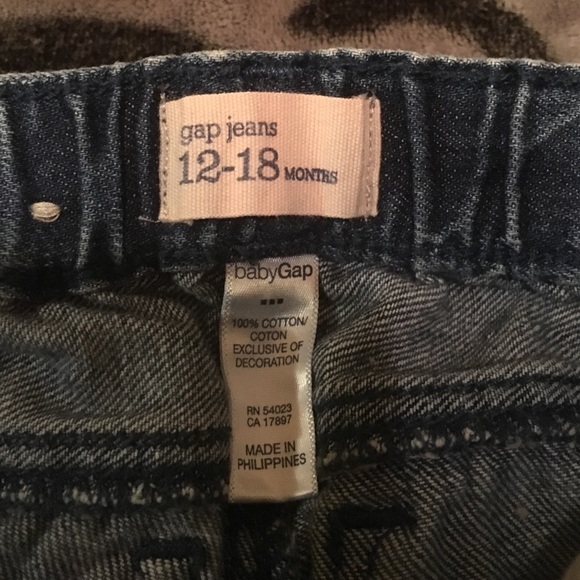 gap jeans
12-18 MONTHS
babyGap
100% COTTON/
COTON
EXCLUSIVE OF
DECORATION
RN 54023
CA 17897
MADE IN
PHILIPPINES